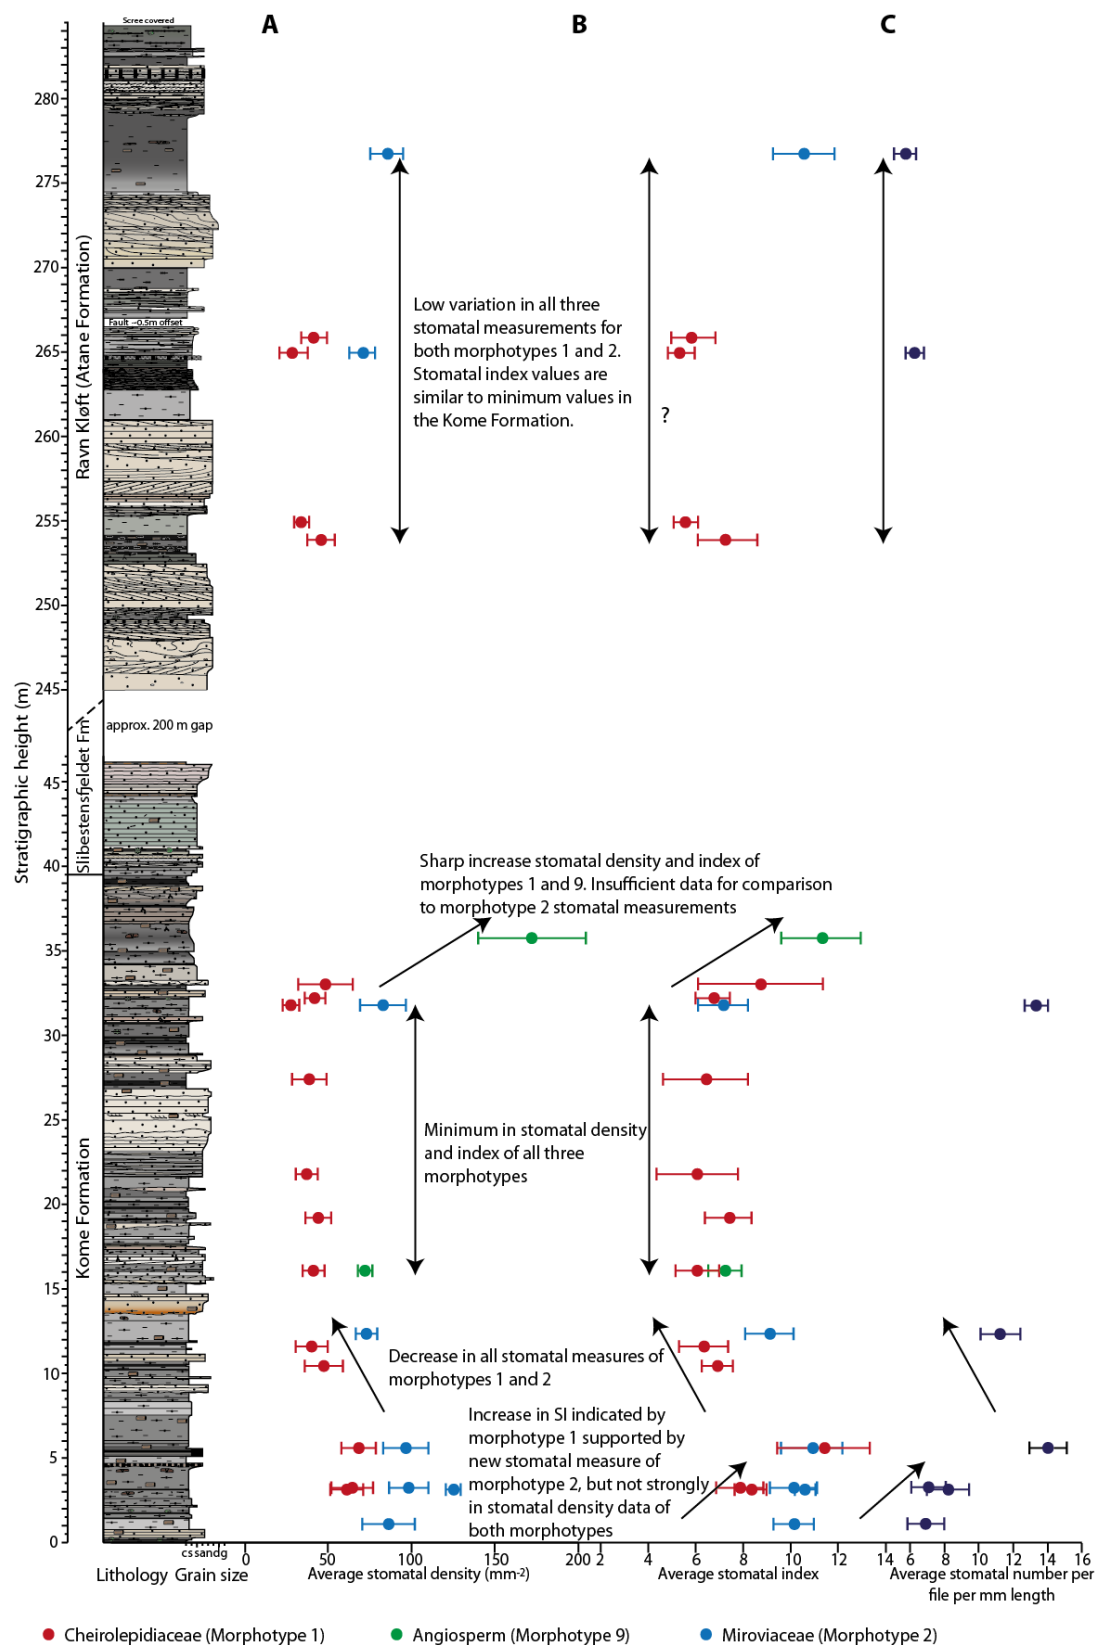 Scree covered
A
B
C
280
275
270
265
260
255
250
245
45
40
35
30
25
20
15
10
5
0
Stratigraphic height (m)
Ravn Kløft (Atane Formation)
Slibestensfjeldet Fm
Kome Formation
Fault ~0.5m offset
approx. 200 m gap
Low variation in all three
stomatal measurements for
both morphotypes 1 and 2.
Stomatal index values are
similar to minimum values in
the Kome Formation.
?
Sharp increase stomatal density and index of
morphotypes 1 and 9. Insufficient data for comparison
to morphotype 2 stomatal measurements
Minimum in stomatal density
and index of all three
morphotypes
Decrease in all stomatal measures of
morphotypes 1 and 2
Increase in SI indicated by
morphotype 1 supported by
new stomatal measure of
morphotype 2, but not strongly
in stomatal density data of
both morphotypes
cs sand g
0 50 100 150 200
2 4 6 8 10 12 14
6 8 10 12 14 16
Lithology Grain size
Average stomatal density (mm-2)
Average stomatal index
Average stomatal number per
file per mm length
Cheirolepidiaceae (Morphotype 1)
Angiosperm (Morphotype 9)
Miroviaceae (Morphotype 2)